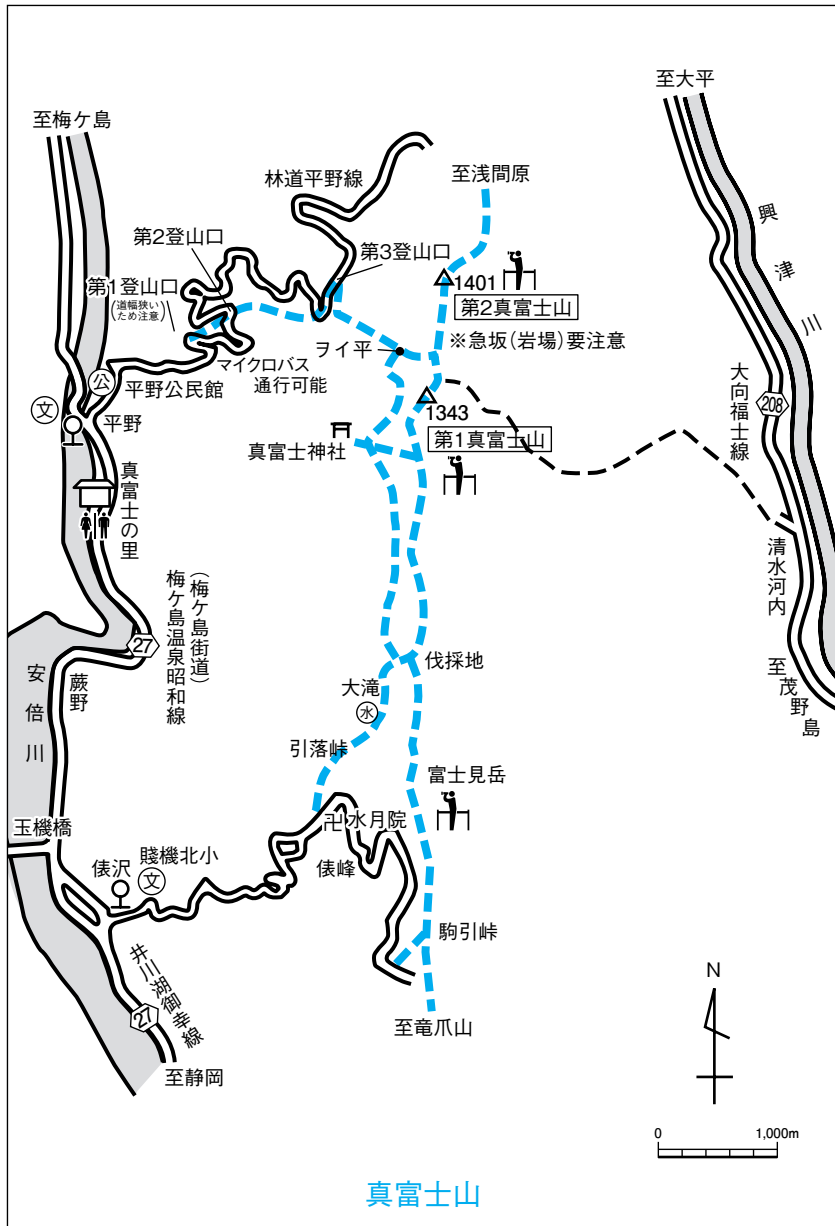 至大平
至梅ケ島
至浅間原
林道平野線
興津川
第2登山口
第3登山口
第1登山口
(道幅狭いため注意)
1401
第2真富士山
※急坂(岩場)要注意
ヲイ平
マイクロバス
通行可能
平野公民館
公
大向福士線
208
1343
第1真富士山
文
平野
真富士神社
真富士の里
清水河内
(梅ケ島街道)
梅ケ島温泉昭和線
27
伐採地
至茂野島
安倍川
蕨野
大滝
水
引落峠
富士見岳
卍水月院
玉機橋
俵沢
賤機北小
文
俵峰
駒引峠
井川湖御幸線
27
N
至竜爪山
至静岡
0
1,000m
真富士山